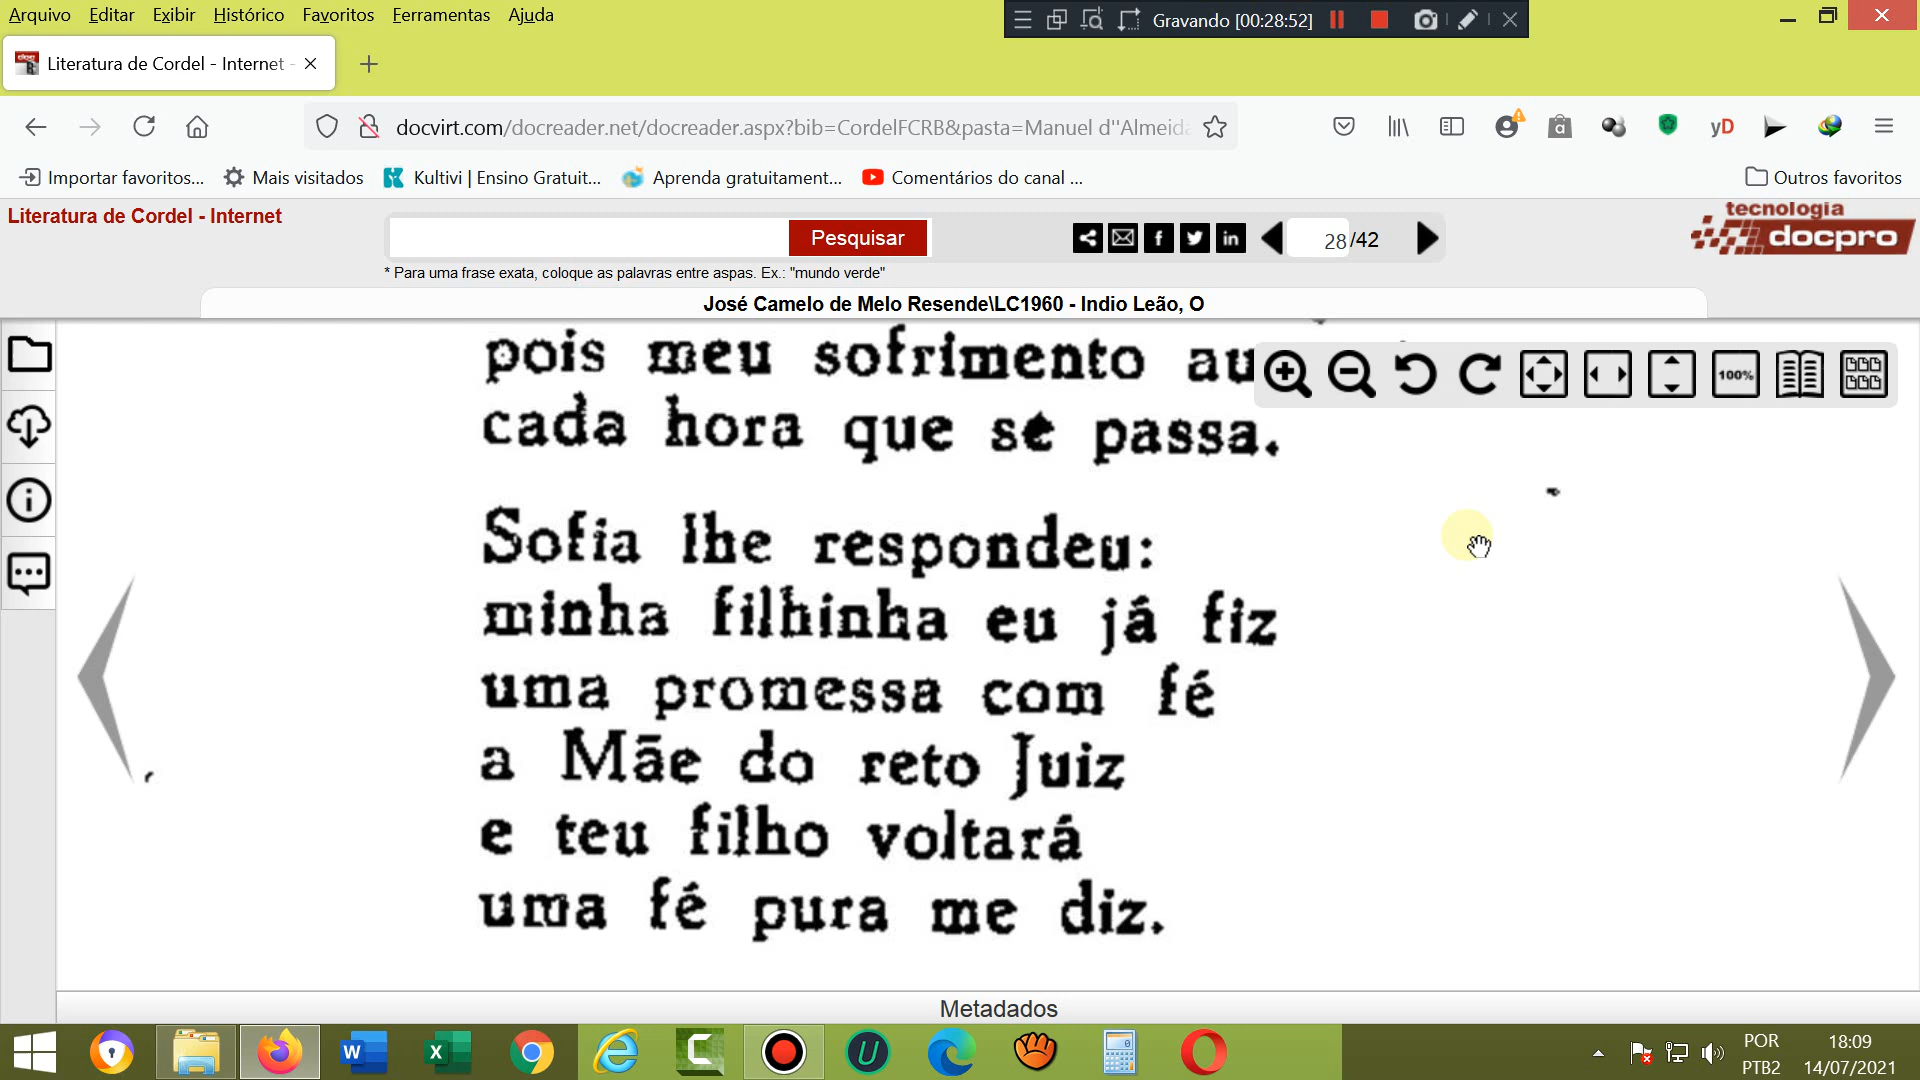 Arquivo Editar Exibir Histórico Favoritos Ferramentas Ajuda
Gravando [00:28:52]
Literatura de Cordel - Internet -
docvirt.com/docreader.net/docreader.aspx?bib=CordelFCRB&pasta=Manuel d''Almeida
Importar favoritos... Mais visitados Kultivi | Ensino Gratuit... Aprenda gratuitament... Comentários do canal ... Outros favoritos
Literatura de Cordel - Internet
Pesquisar
28 /42
tecnologia
docpro
* Para uma frase exata, coloque as palavras entre aspas. Ex.: "mundo verde"
José Camelo de Melo Resende\LC1960 - Indio Leão, O
100%
pois meu sofrimento au
cada hora que se passa.
Sofia lhe respondeu:
minha filhinha eu já fiz
uma promessa com fé
a Mãe do reto Juiz
e teu filho voltará
uma fé pura me diz.
Metadados
POR
PTB2
18:09
14/07/2021